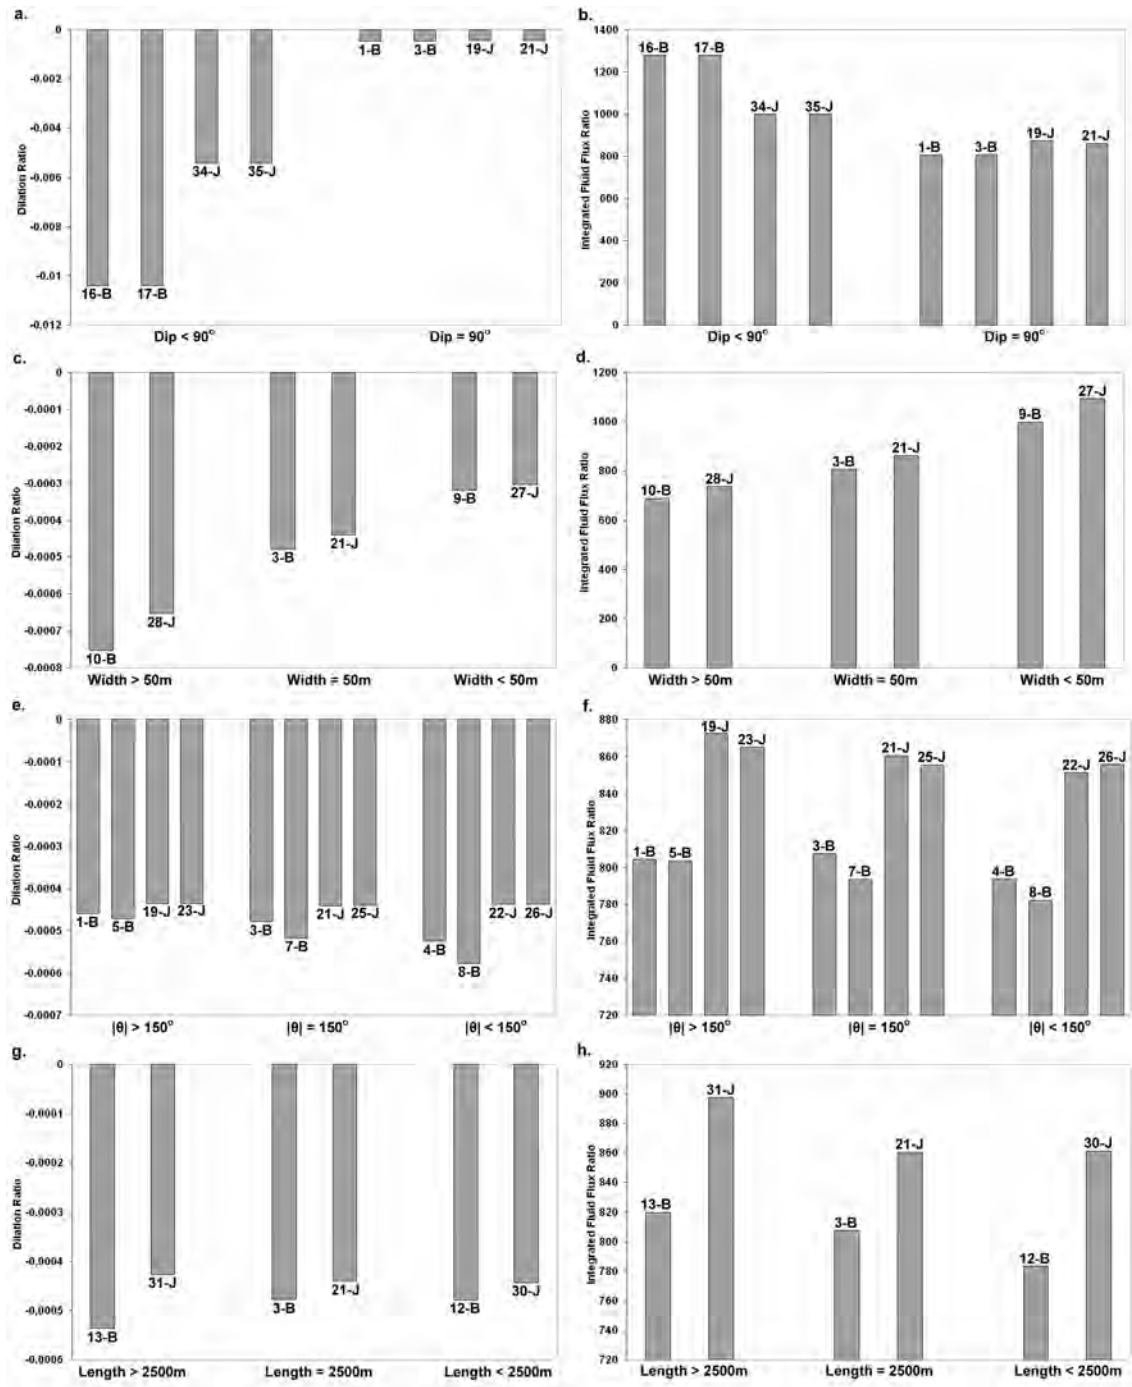 a.
0
-0.002
-0.004
-0.006
-0.008
-0.01
-0.012
Dilation Ratio
16-B
17-B
34-J
35-J
1-B
3-B
19-J
21-J
Dip < 90°
Dip = 90°
b.
1400
1200
1000
800
600
400
200
0
Integrated Fluid Flux Ratio
16-B
17-B
34-J
35-J
1-B
3-B
19-J
21-J
Dip < 90°
Dip = 90°
c.
0
-0.0001
-0.0002
-0.0003
-0.0004
-0.0005
-0.0006
-0.0007
-0.0008
Dilation Ratio
10-B
28-J
3-B
21-J
9-B
27-J
Width > 50m
Width = 50m
Width < 50m
d.
1200
1000
800
600
400
200
0
Integrated Fluid Flux Ratio
10-B
28-J
3-B
21-J
9-B
27-J
Width > 50m
Width = 50m
Width < 50m
e.
0
-0.0001
-0.0002
-0.0003
-0.0004
-0.0005
-0.0006
-0.0007
Dilation Ratio
1-B
5-B
19-J
23-J
3-B
7-B
21-J
25-J
4-B
8-B
22-J
26-J
|θ| > 150°
|θ| = 150°
|θ| < 150°
f.
880
860
840
820
800
780
760
740
720
Integrated Fluid Flux Ratio
1-B
5-B
19-J
23-J
3-B
7-B
21-J
25-J
4-B
8-B
22-J
26-J
|θ| > 150°
|θ| = 150°
|θ| < 150°
g.
0
-0.0001
-0.0002
-0.0003
-0.0004
-0.0005
-0.0006
Dilation Ratio
13-B
31-J
3-B
21-J
12-B
30-J
Length > 2500m
Length = 2500m
Length < 2500m
h.
920
900
880
860
840
820
800
780
760
740
720
Integrated Fluid Flux Ratio
13-B
31-J
3-B
21-J
12-B
30-J
Length > 2500m
Length = 2500m
Length < 2500m